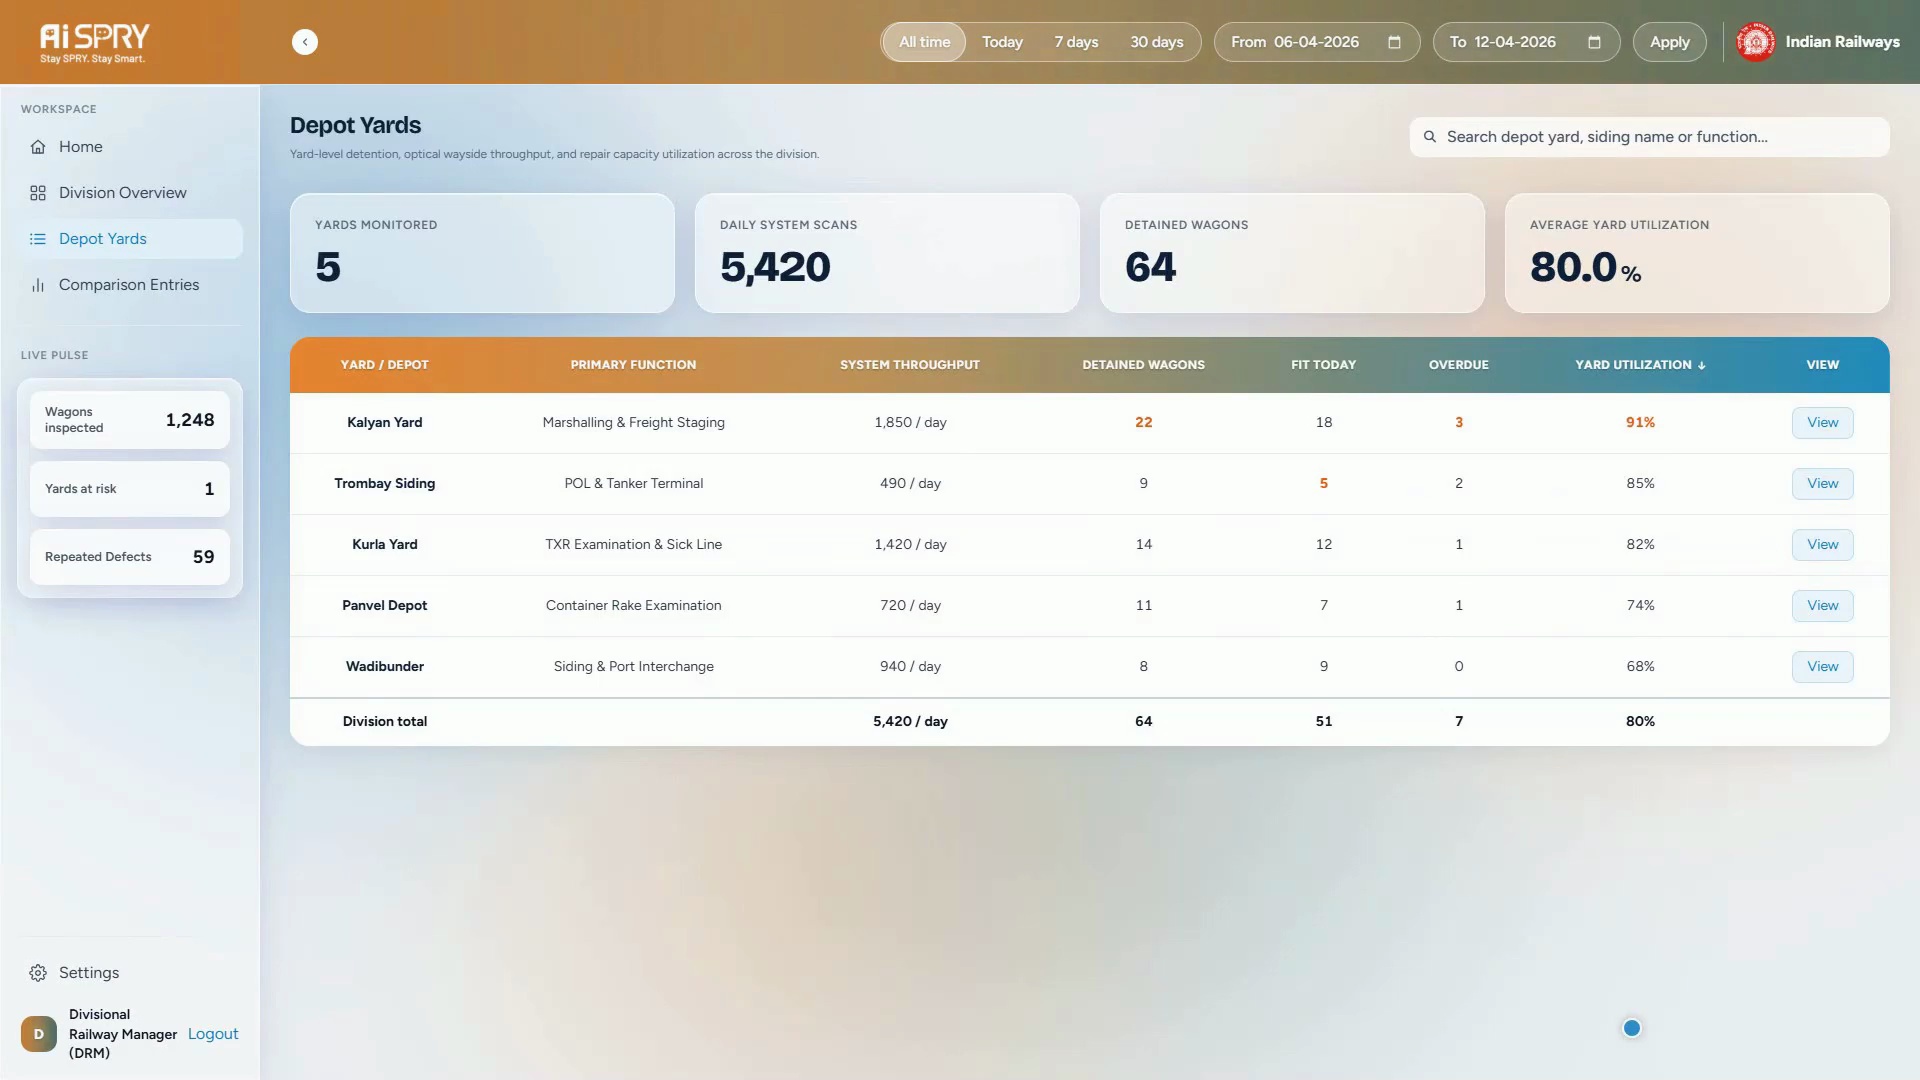 AiSPRY
Stay SPRY. Stay Smart.
All time
Today
7 days
30 days
From 06-04-2026
To 12-04-2026
Apply
Indian Railways
WORKSPACE
Home
Division Overview
Depot Yards
Comparison Entries
LIVE PULSE
Wagons
inspected
1,248
Yards at risk
1
Repeated Defects
59
Settings
D
Divisional
Railway Manager
(DRM)
Logout
Depot Yards
Yard-level detention, optical wayside throughput, and repair capacity utilization across the division.
Search depot yard, siding name or function...
YARDS MONITORED
5
DAILY SYSTEM SCANS
5,420
DETAINED WAGONS
64
AVERAGE YARD UTILIZATION
80.0 %
YARD / DEPOT PRIMARY FUNCTION SYSTEM THROUGHPUT DETAINED WAGONS FIT TODAY OVERDUE YARD UTILIZATION ↓ VIEW
Kalyan Yard Marshalling & Freight Staging 1,850 / day 22 18 3 91% View
Trombay Siding POL & Tanker Terminal 490 / day 9 5 2 85% View
Kurla Yard TXR Examination & Sick Line 1,420 / day 14 12 1 82% View
Panvel Depot Container Rake Examination 720 / day 11 7 1 74% View
Wadibunder Siding & Port Interchange 940 / day 8 9 0 68% View
Division total 5,420 / day 64 51 7 80%